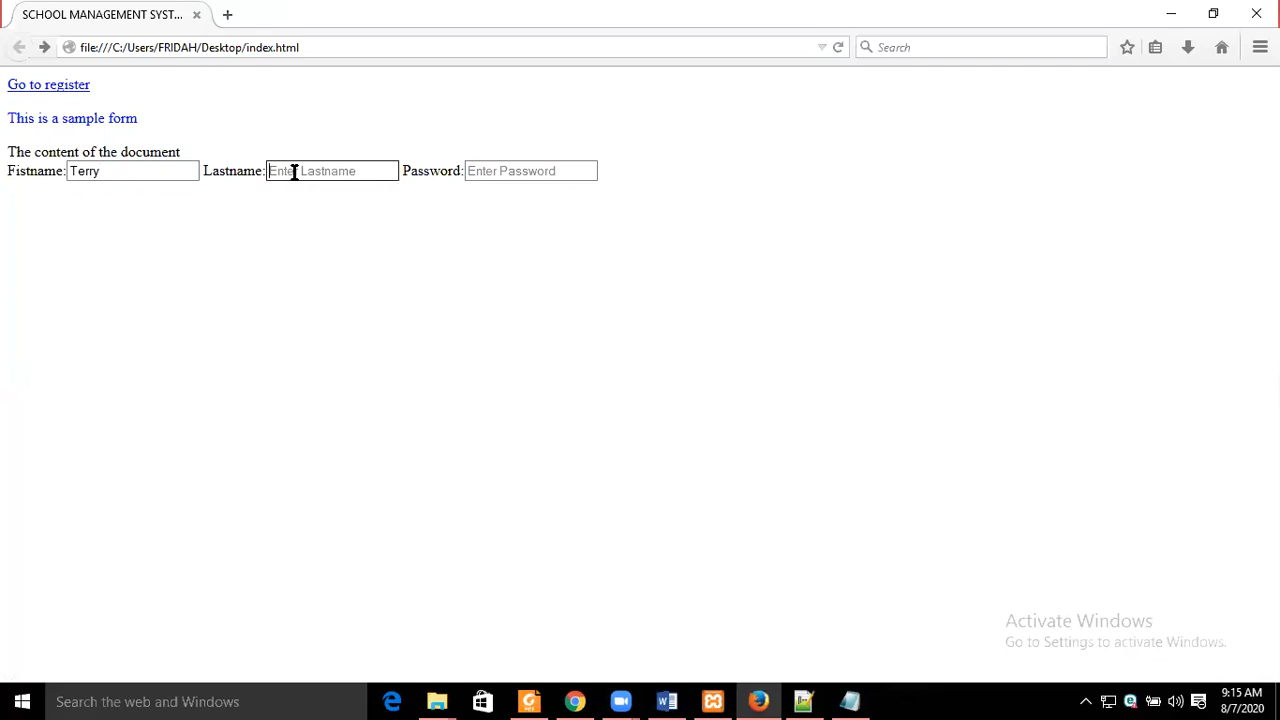 SCHOOL MANAGEMENT SYST...
file:///C:/Users/FRIDAH/Desktop/index.html
Search
Go to register
This is a sample form
The content of the document
Fistname: Terry Lastname: Enter Lastname Password: Enter Password
Activate Windows
Go to Settings to activate Windows.
Search the web and Windows
9:15 AM
8/7/2020